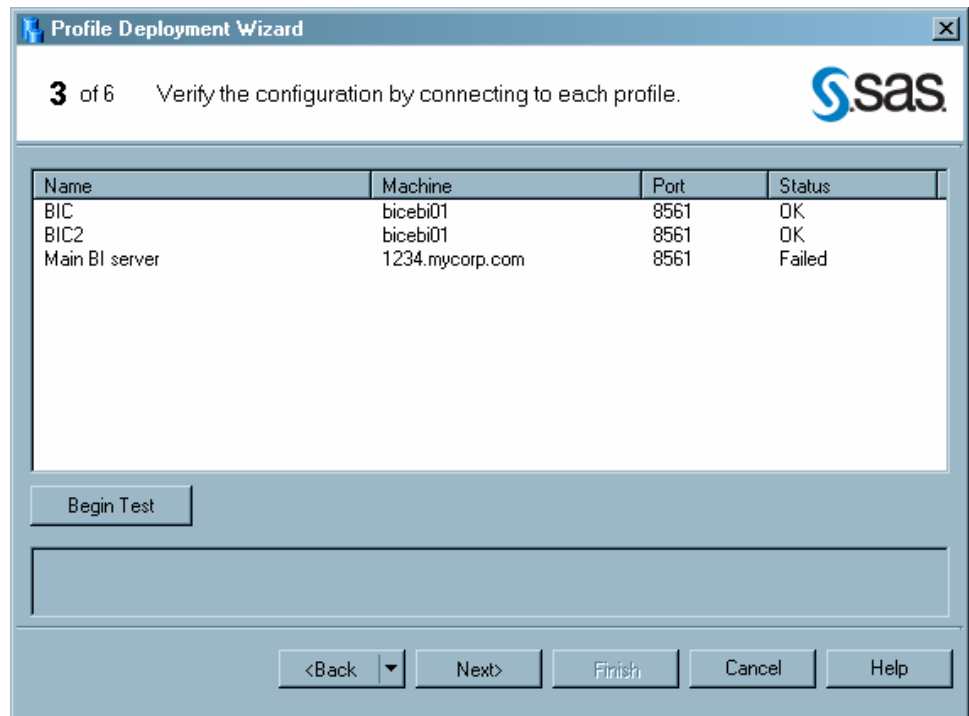 Profile Deployment Wizard
3 of 6 Verify the configuration by connecting to each profile.
sas
Name Machine Port Status
BIC bicebi01 8561 OK
BIC2 bicebi01 8561 OK
Main BI server 1234.mycorp.com 8561 Failed
Begin Test
<Back Next> Finish Cancel Help